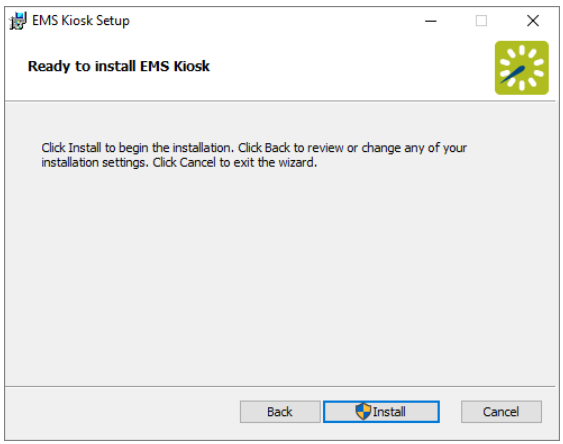 EMS Kiosk Setup
Ready to install EMS Kiosk
Click Install to begin the installation. Click Back to review or change any of your
installation settings. Click Cancel to exit the wizard.
Back Install Cancel